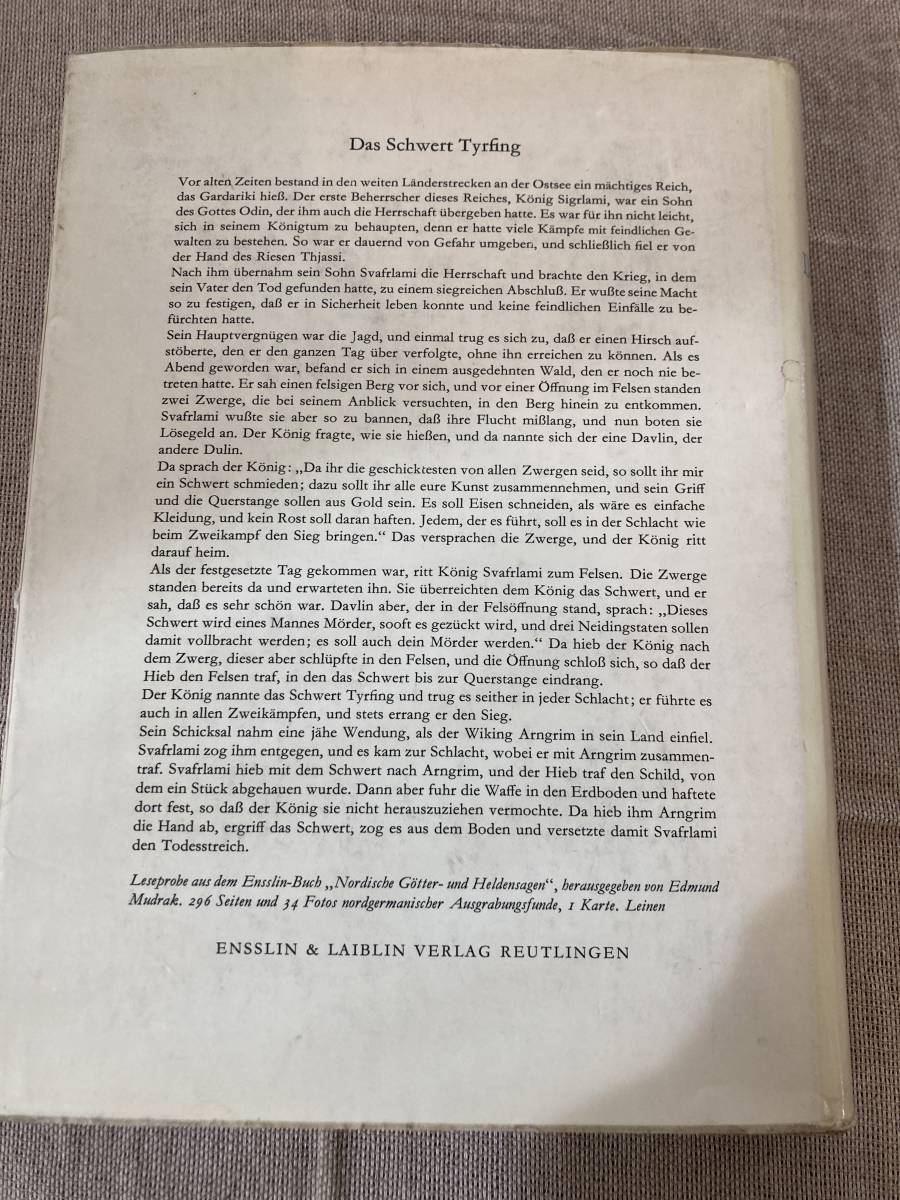 Das Schwert Tyrfing
Vor alten Zeiten bestand in den weiten Länderstrecken an der Ostsee ein mächtiges Reich,
das Gardariki hieß. Der erste Beherrscher dieses Reiches, König Sigrlami, war ein Sohn
des Gottes Odin, der ihm auch die Herrschaft übergeben hatte. Es war für ihn nicht leicht,
sich in seinem Königtum zu behaupten, denn er hatte viele Kämpfe mit feindlichen Ge-
walten zu bestehen. So war er dauernd von Gefahr umgeben, und schließlich fiel er von
der Hand des Riesen Thjassi.
Nach ihm übernahm sein Sohn Svafrlami die Herrschaft und brachte den Krieg, in dem
sein Vater den Tod gefunden hatte, zu einem siegreichen Abschluß. Er wußte seine Macht
so zu festigen, daß er in Sicherheit leben konnte und keine feindlichen Einfälle zu be-
fürchten hatte.
Sein Hauptvergnügen war die Jagd, und einmal trug es sich zu, daß er einen Hirsch auf-
stöberte, den er den ganzen Tag über verfolgte, ohne ihn erreichen zu können. Als es
Abend geworden war, befand er sich in einem ausgedehnten Wald, den er noch nie be-
treten hatte. Er sah einen felsigen Berg vor sich, und vor einer Öffnung im Felsen standen
zwei Zwerge, die bei seinem Anblick versuchten, in den Berg hinein zu entkommen.
Svafrlami wußte sie aber so zu bannen, daß ihre Flucht mißlang, und nun boten sie
Lösegeld an. Der König fragte, wie sie hießen, und da nannte sich der eine Davlin, der
andere Dulin.
Da sprach der König: „Da ihr die geschicktesten von allen Zwergen seid, so sollt ihr mir
ein Schwert schmieden; dazu sollt ihr alle eure Kunst zusammennehmen, und sein Griff
und die Querstange sollen aus Gold sein. Es soll Eisen schneiden, als wäre es einfache
Kleidung, und kein Rost soll daran haften. Jedem, der es führt, soll es in der Schlacht wie
beim Zweikampf den Sieg bringen.“ Das versprachen die Zwerge, und der König ritt
darauf heim.
Als der festgesetzte Tag gekommen war, ritt König Svafrlami zum Felsen. Die Zwerge
standen bereits da und erwarteten ihn. Sie überreichten dem König das Schwert, und er
sah, daß es sehr schön war. Davlin aber, der in der Felsöffnung stand, sprach: „Dieses
Schwert wird eines Mannes Mörder, sooft es gezückt wird, und drei Neidingstaten sollen
damit vollbracht werden; es soll auch dein Mörder werden.“ Da hieb der König nach
dem Zwerg, dieser aber schlüpfte in den Felsen, und die Öffnung schloß sich, so daß der
Hieb den Felsen traf, in den das Schwert bis zur Querstange eindrang.
Der König nannte das Schwert Tyrfing und trug es seither in jeder Schlacht; er führte es
auch in allen Zweikämpfen, und stets errang er den Sieg.
Sein Schicksal nahm eine jähe Wendung, als der Wiking Arngrim in sein Land einfiel.
Svafrlami zog ihm entgegen, und es kam zur Schlacht, wobei er mit Arngrim zusammen-
traf. Svafrlami hieb mit dem Schwert nach Arngrim, und der Hieb traf den Schild, von
dem ein Stück abgehauen wurde. Dann aber fuhr die Waffe in den Erdboden und haftete
dort fest, so daß der König sie nicht herauszuziehen vermochte. Da hieb ihm Arngrim
die Hand ab, ergriff das Schwert, zog es aus dem Boden und versetzte damit Svafrlami
den Todesstreich.
Leseprobe aus dem Ensslin-Buch „Nordische Götter- und Heldensagen“, herausgegeben von Edmund
Mudrak. 296 Seiten und 34 Fotos nordgermanischer Ausgrabungsfunde, 1 Karte. Leinen
ENSSLIN & LAIBLIN VERLAG REUTLINGEN